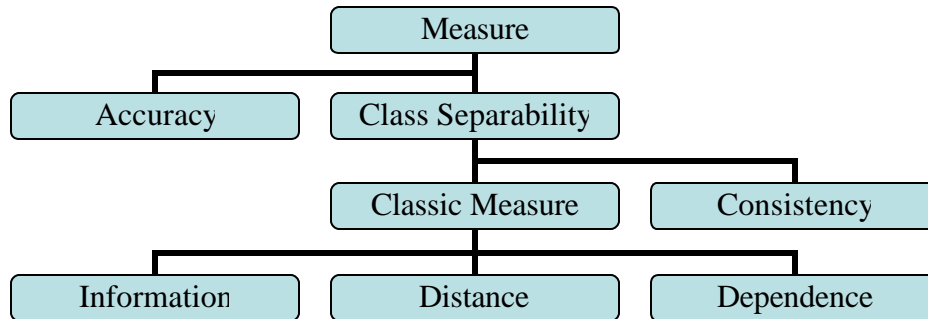 Measure
Accuracy
Class Separability
Classic Measure
Consistency
Information
Distance
Dependence